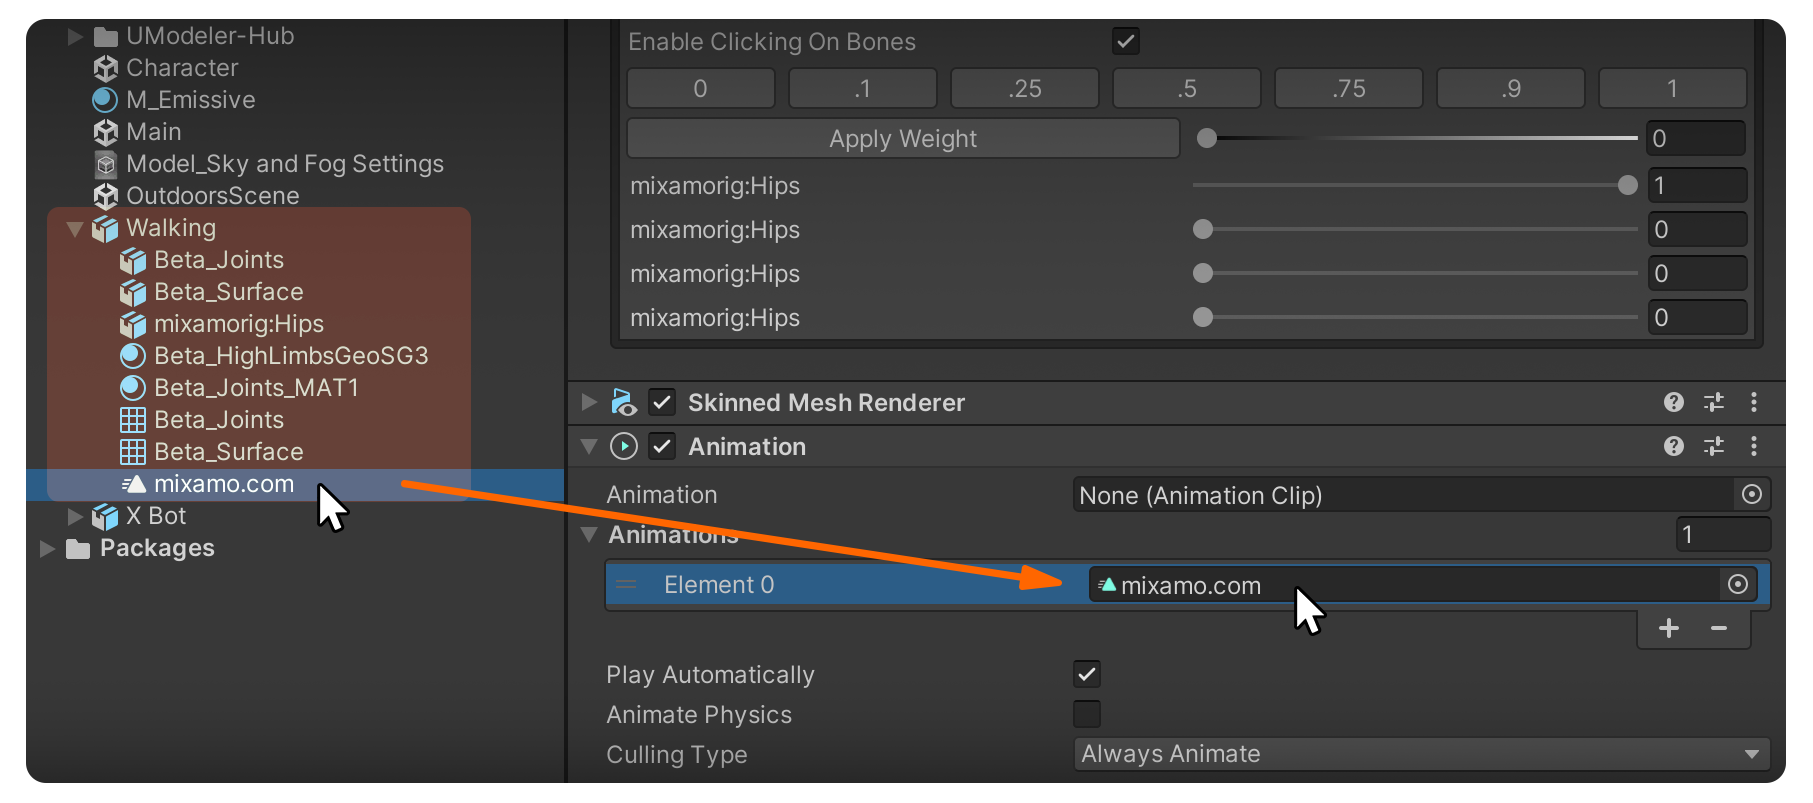 UModeler-Hub
Character
M_Emissive
Main
Model_Sky and Fog Settings
OutdoorsScene
Walking
Beta_Joints
Beta_Surface
mixamorig:Hips
Beta_HighLimbsGeoSG3
Beta_Joints_MAT1
Beta_Joints
Beta_Surface
mixamo.com
X Bot
Packages
Enable Clicking On Bones
0 .1 .25 .5 .75 .9 1
Apply Weight 0
mixamorig:Hips 1
mixamorig:Hips 0
mixamorig:Hips 0
mixamorig:Hips 0
Skinned Mesh Renderer
Animation
Animation None (Animation Clip)
Animations 1
Element 0 mixamo.com
Play Automatically
Animate Physics
Culling Type Always Animate